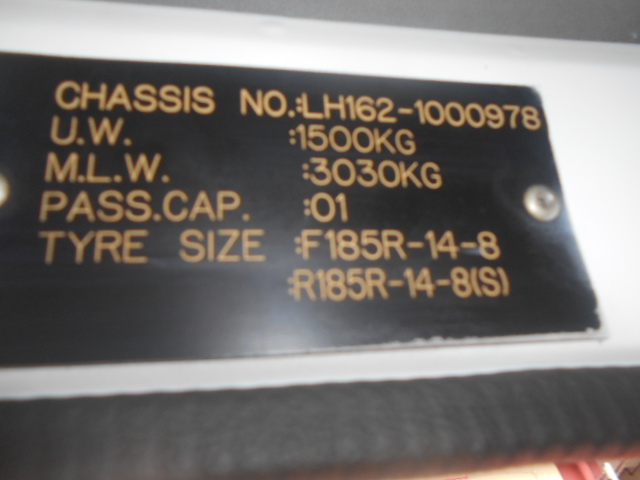 CHASSIS NO.:LH162-1000978
U.W. :1500KG
M.L.W. :3030KG
PASS.CAP. :01
TYRE SIZE :F185R-14-8
:R185R-14-8(S)